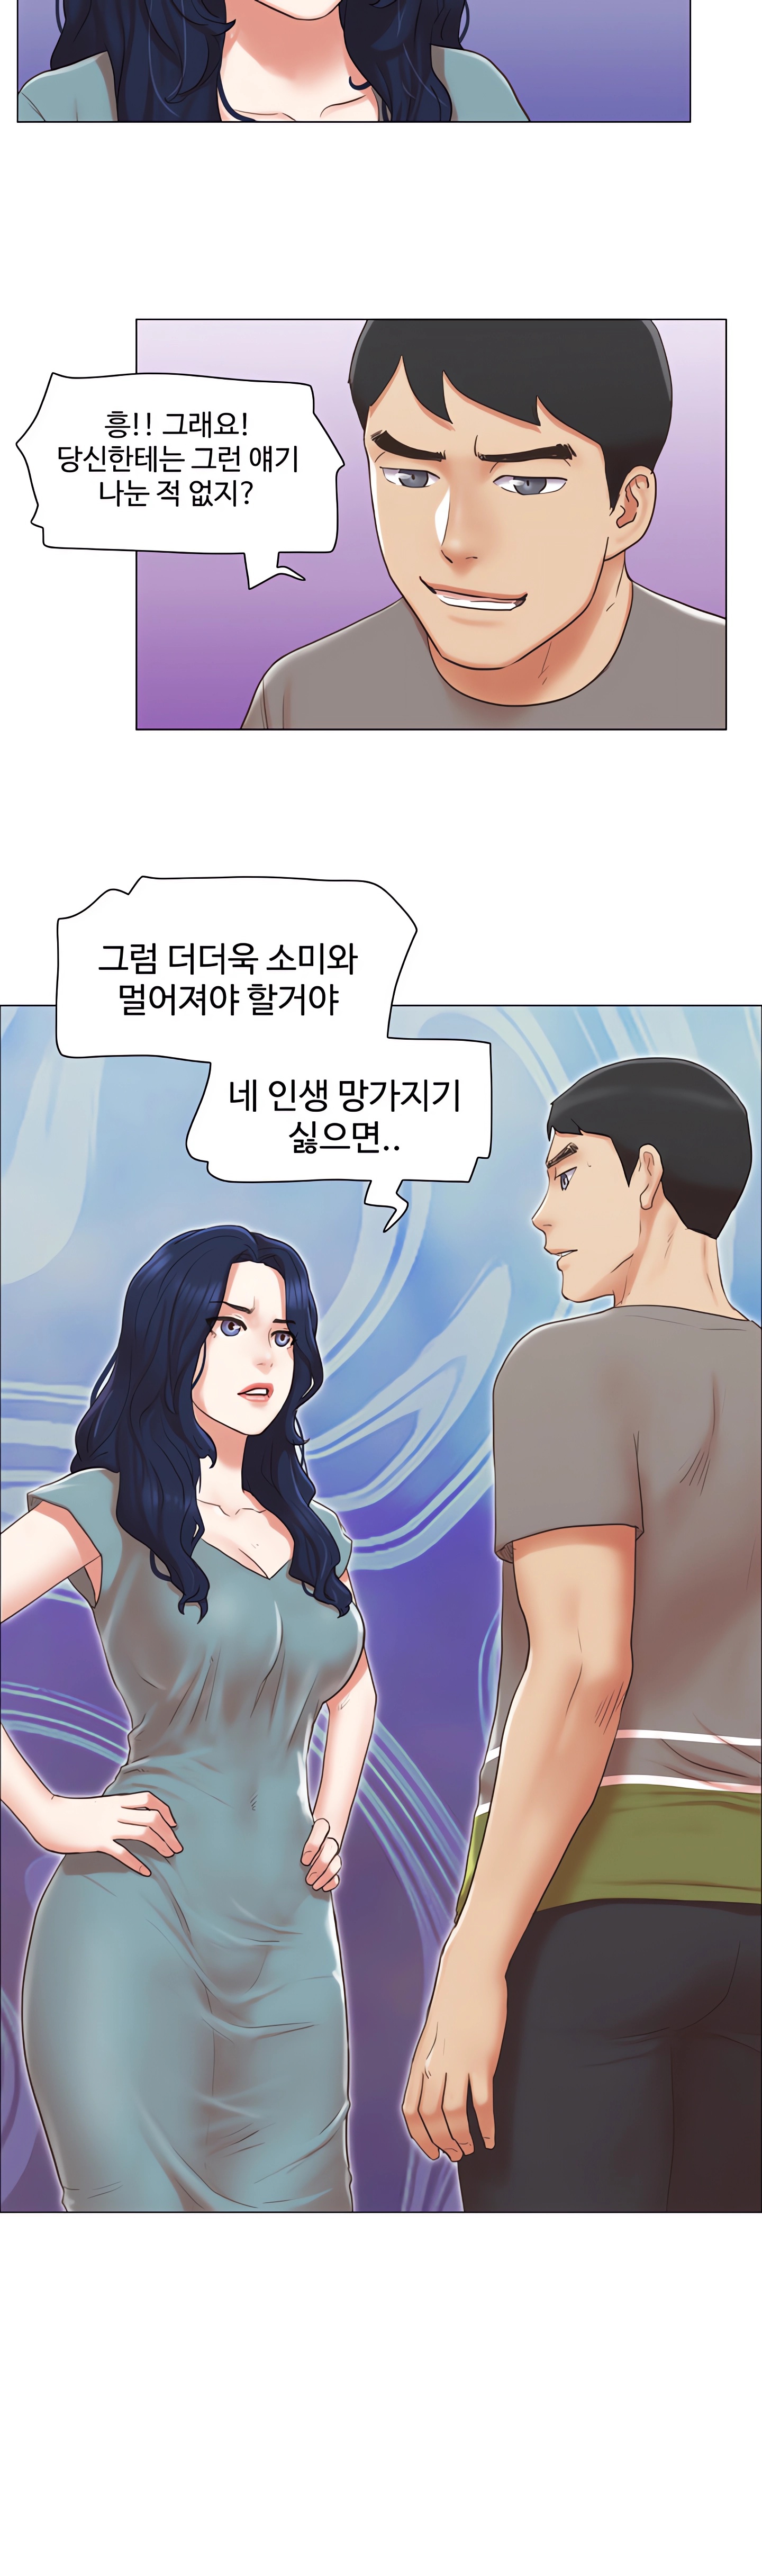 흥!! 그래요!
당신한테는 그런 얘기
나눈 적 없지?
그럼 더더욱 소미와
멀어져야 할거야
네 인생 망가지기
싫으면..